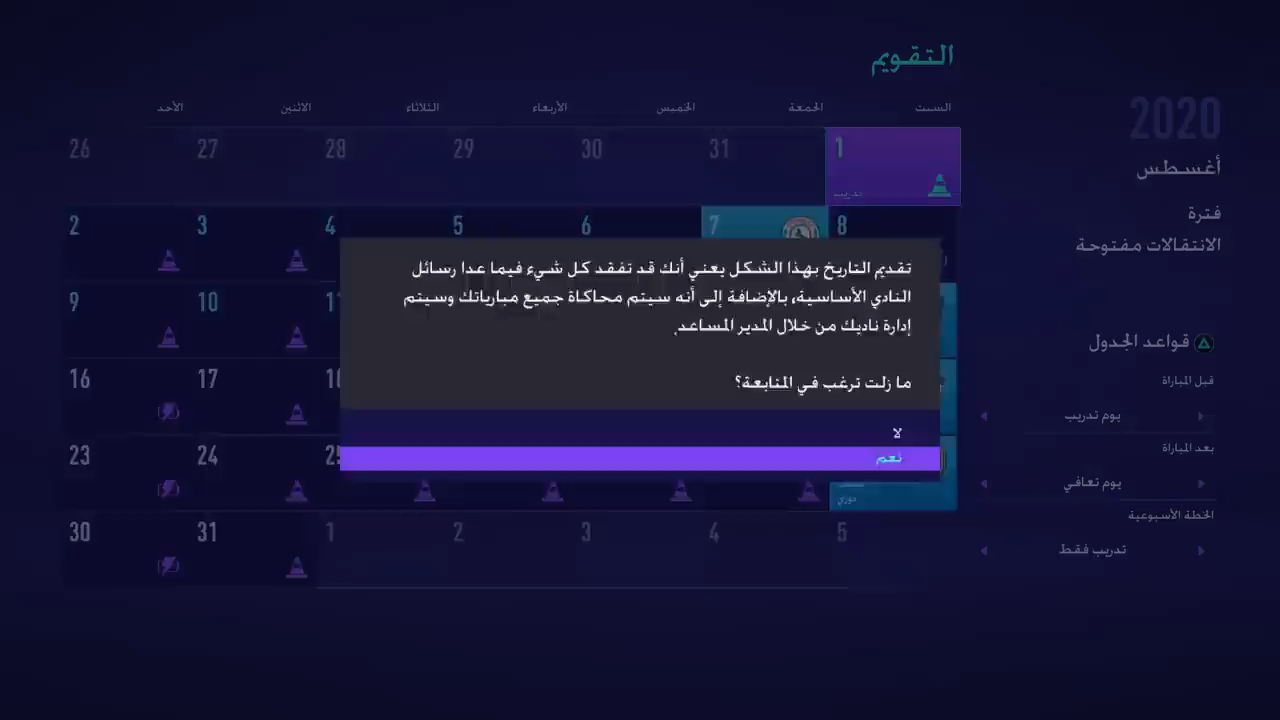 التقويم
السبت الجمعة الخميس الأربعاء الثلاثاء الاثنين الأحد
2020
أغسطس
فترة
الانتقالات مفتوحة
26 27 28 29 30 31 1
تدريب
2 3 4 5 6 7 8
تقديم التاريخ بهذا الشكل يعني أنك قد تفقد كل شيء فيما عدا رسائل
النادي الأساسية، بالإضافة إلى أنه سيتم محاكاة جميع مبارياتك وسيتم
إدارة ناديك من خلال المدير المساعد.
ما زلت ترغب في المتابعة؟
لا
نعم
9 10 11
16 17
23 24 25
دوري
30 31 1 2 3 4 5
قواعد الجدول
قبل المباراة
يوم تدريب
بعد المباراة
يوم تعافي
الخطة الأسبوعية
تدريب فقط